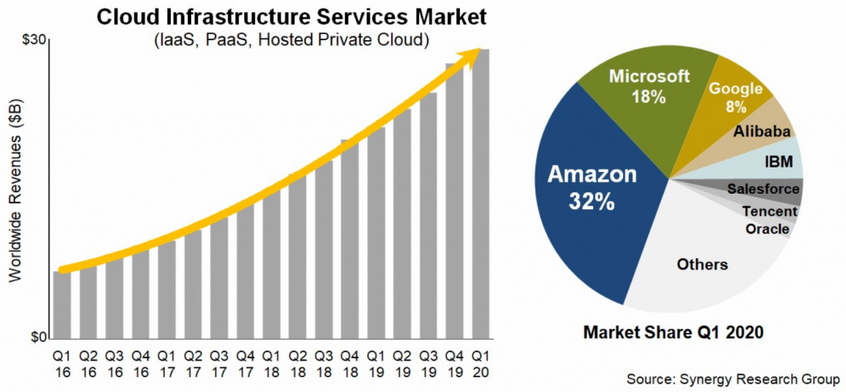 Cloud Infrastructure Services Market
(IaaS, PaaS, Hosted Private Cloud)
$30
Worldwide Revenues ($B)
$0
Q1 Q2 Q3 Q4 Q1 Q2 Q3 Q4 Q1 Q2 Q3 Q4 Q1 Q2 Q3 Q4 Q1
16 16 16 16 17 17 17 17 18 18 18 18 19 19 19 19 20
Microsoft
18%
Google
8%
Alibaba
IBM
Amazon
32%
Salesforce
Tencent
Oracle
Others
Market Share Q1 2020
Source: Synergy Research Group